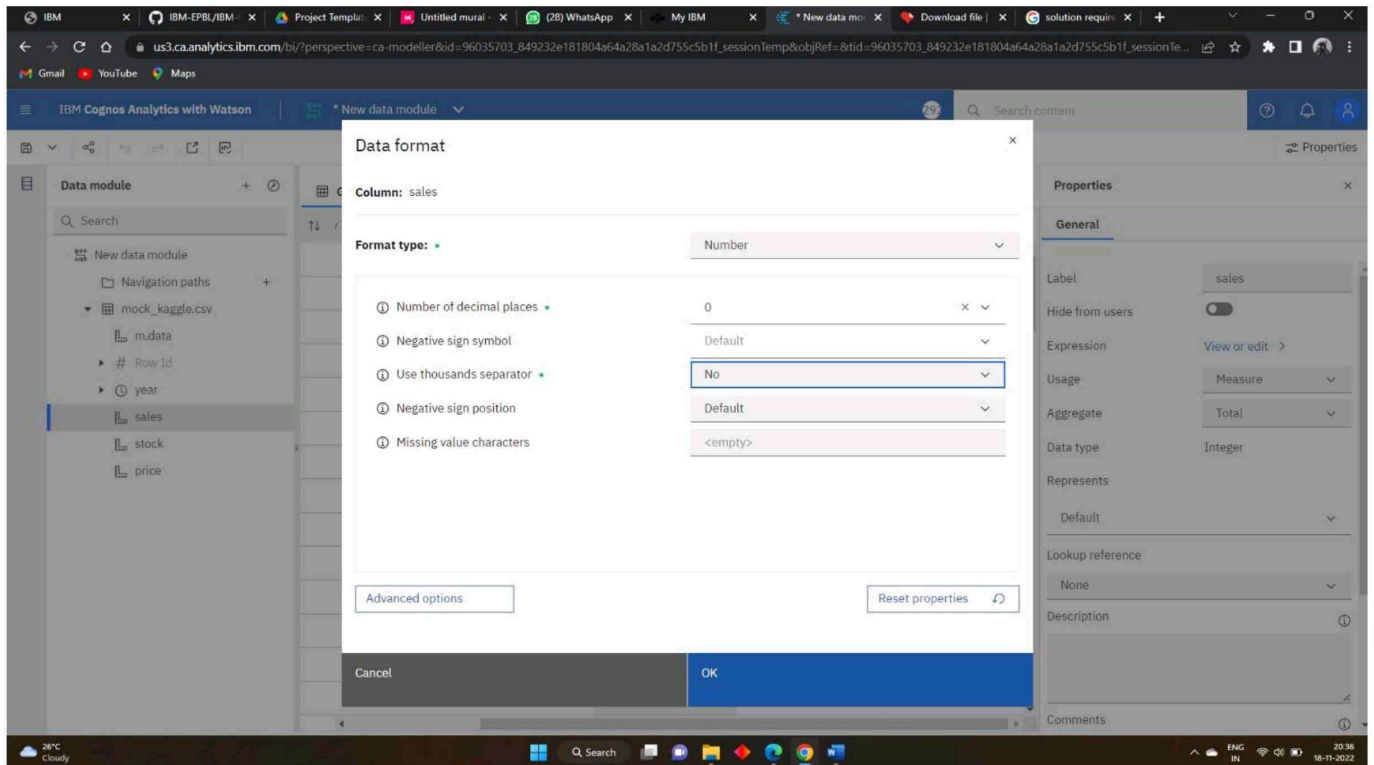 IBM
IBM-EPBL/IBM-
Project Templat
Untitled mural -
(28) WhatsApp
My IBM
* New data mo
Download file |
solution require
us3.ca.analytics.ibm.com/bi/?perspective=ca-modeller&id=96035703_849232e181804a64a28a1a2d755c5b1f_sessionTemp&objRef=&tid=96035703_849232e181804a64a28a1a2d755c5b1f_sessionTe...
Gmail YouTube Maps
IBM Cognos Analytics with Watson
* New data module
Search content
Properties
Data module
Search
New data module
Navigation paths
mock_kaggle.csv
m.data
# Row Id
year
sales
stock
price
Data format
Column: sales
Format type: Number
Number of decimal places 0
Negative sign symbol Default
Use thousands separator No
Negative sign position Default
Missing value characters <empty>
Advanced options
Reset properties
Cancel
OK
Properties
General
Label sales
Hide from users
Expression View or edit >
Usage Measure
Aggregate Total
Data type Integer
Represents
Default
Lookup reference
None
Description
Comments
26°C
Cloudy
Search
ENG
IN
20:36
18-11-2022